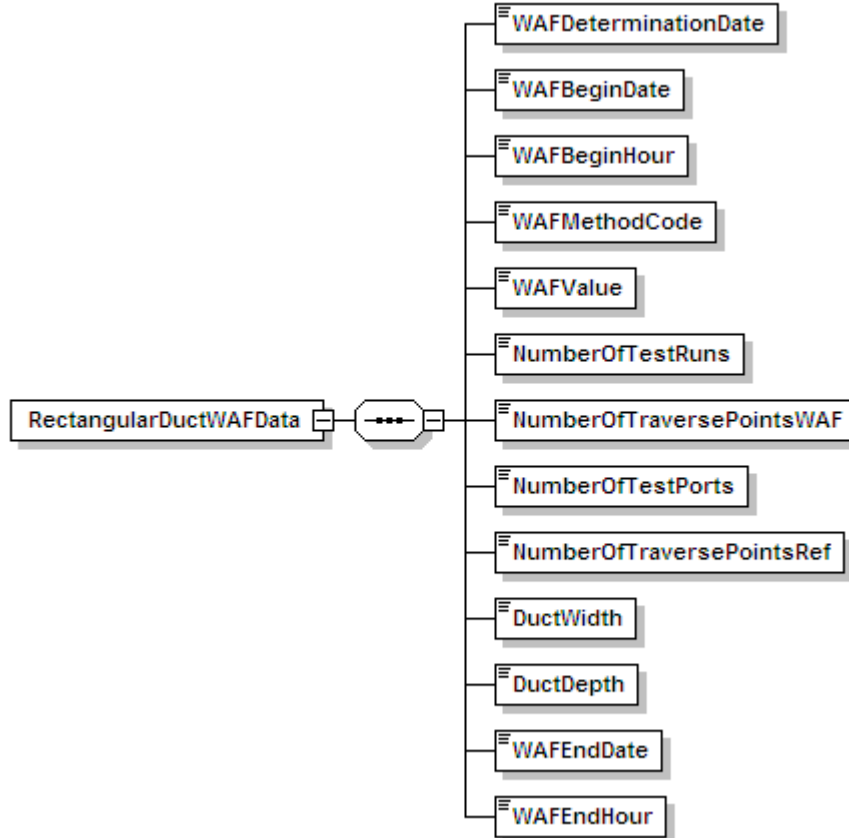 WAFDeterminationDate
WAFBeginDate
WAFBeginHour
WAFMethodCode
WAFValue
NumberOfTestRuns
RectangularDuctWAFData
NumberOfTraversePointsWAF
NumberOfTestPorts
NumberOfTraversePointsRef
DuctWidth
DuctDepth
WAFEndDate
WAFEndHour